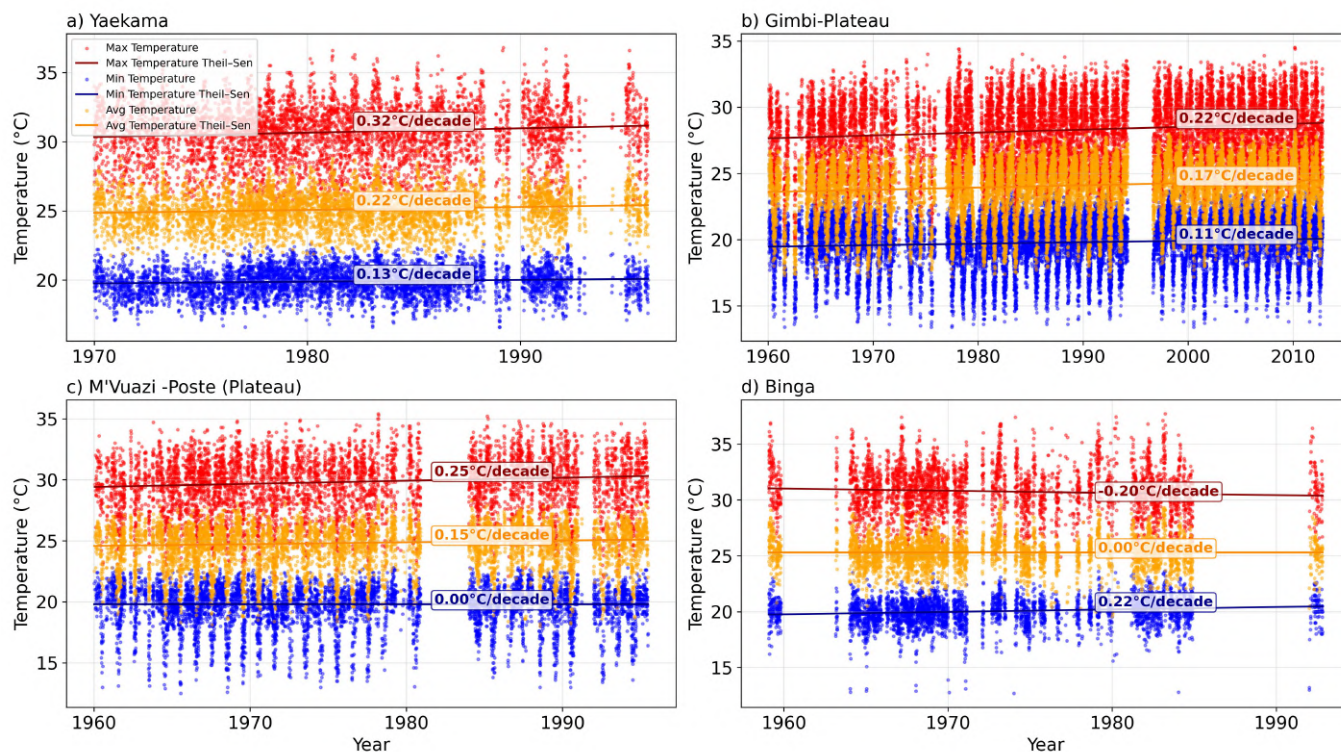 a) Yaekama
Max Temperature
Max Temperature Theil–Sen
Min Temperature
Min Temperature Theil–Sen
Avg Temperature
Avg Temperature Theil–Sen
0.32°C/decade
0.22°C/decade
0.13°C/decade
Temperature (°C)
35
30
25
20
1970
1980
1990
b) Gimbi-Plateau
0.22°C/decade
0.17°C/decade
0.11°C/decade
Temperature (°C)
35
30
25
20
15
1960
1970
1980
1990
2000
2010
c) M'Vuazi -Poste (Plateau)
0.25°C/decade
0.15°C/decade
0.00°C/decade
Temperature (°C)
35
30
25
20
15
1960
1970
1980
1990
Year
d) Binga
-0.20°C/decade
0.00°C/decade
0.22°C/decade
Temperature (°C)
35
30
25
20
15
1960
1970
1980
1990
Year